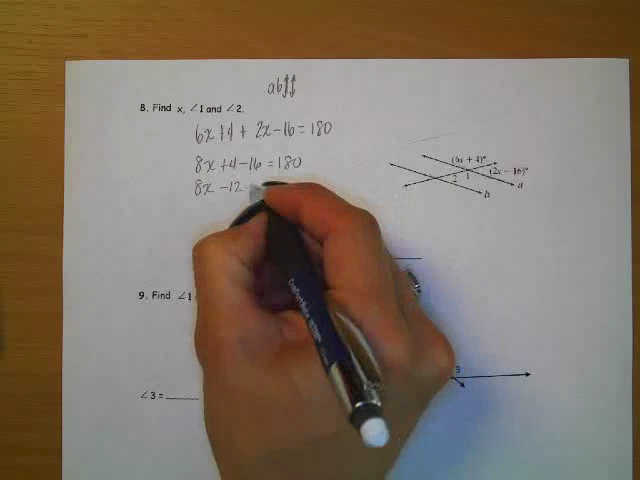 ab
8. Find x, ∠1 and ∠2.
6x + 4 + 2x - 16 = 180
8x + 4 - 16 = 180
8x - 12
(6x + 4)°
(2x - 16)°
2 1
a
b
9. Find ∠1
3
∠3 =